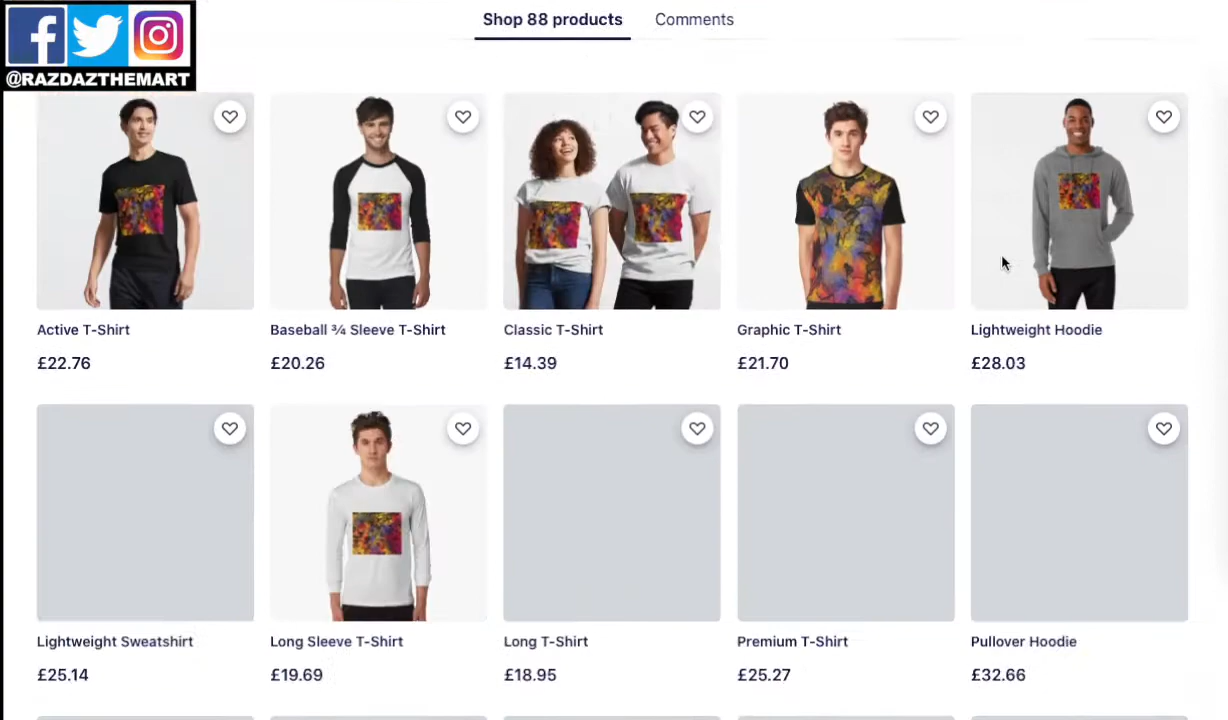 Shop 88 products
Comments
@RAZDAZTHEMART
Active T-Shirt
£22.76
Baseball ¾ Sleeve T-Shirt
£20.26
Classic T-Shirt
£14.39
Graphic T-Shirt
£21.70
Lightweight Hoodie
£28.03
Lightweight Sweatshirt
£25.14
Long Sleeve T-Shirt
£19.69
Long T-Shirt
£18.95
Premium T-Shirt
£25.27
Pullover Hoodie
£32.66